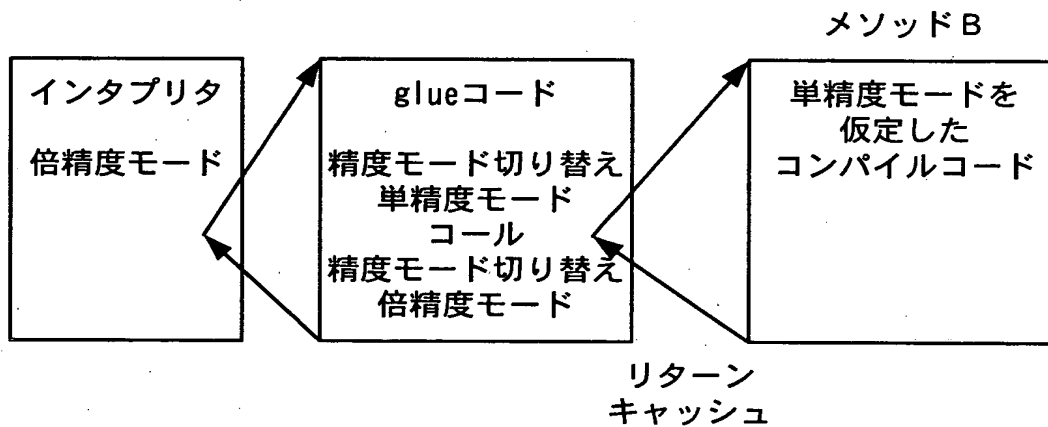 メソッドB
インタプリタ
倍精度モード
glueコード
精度モード切り替え
単精度モード
コール
精度モード切り替え
倍精度モード
単精度モードを
仮定した
コンパイルコード
リターン
キャッシュ